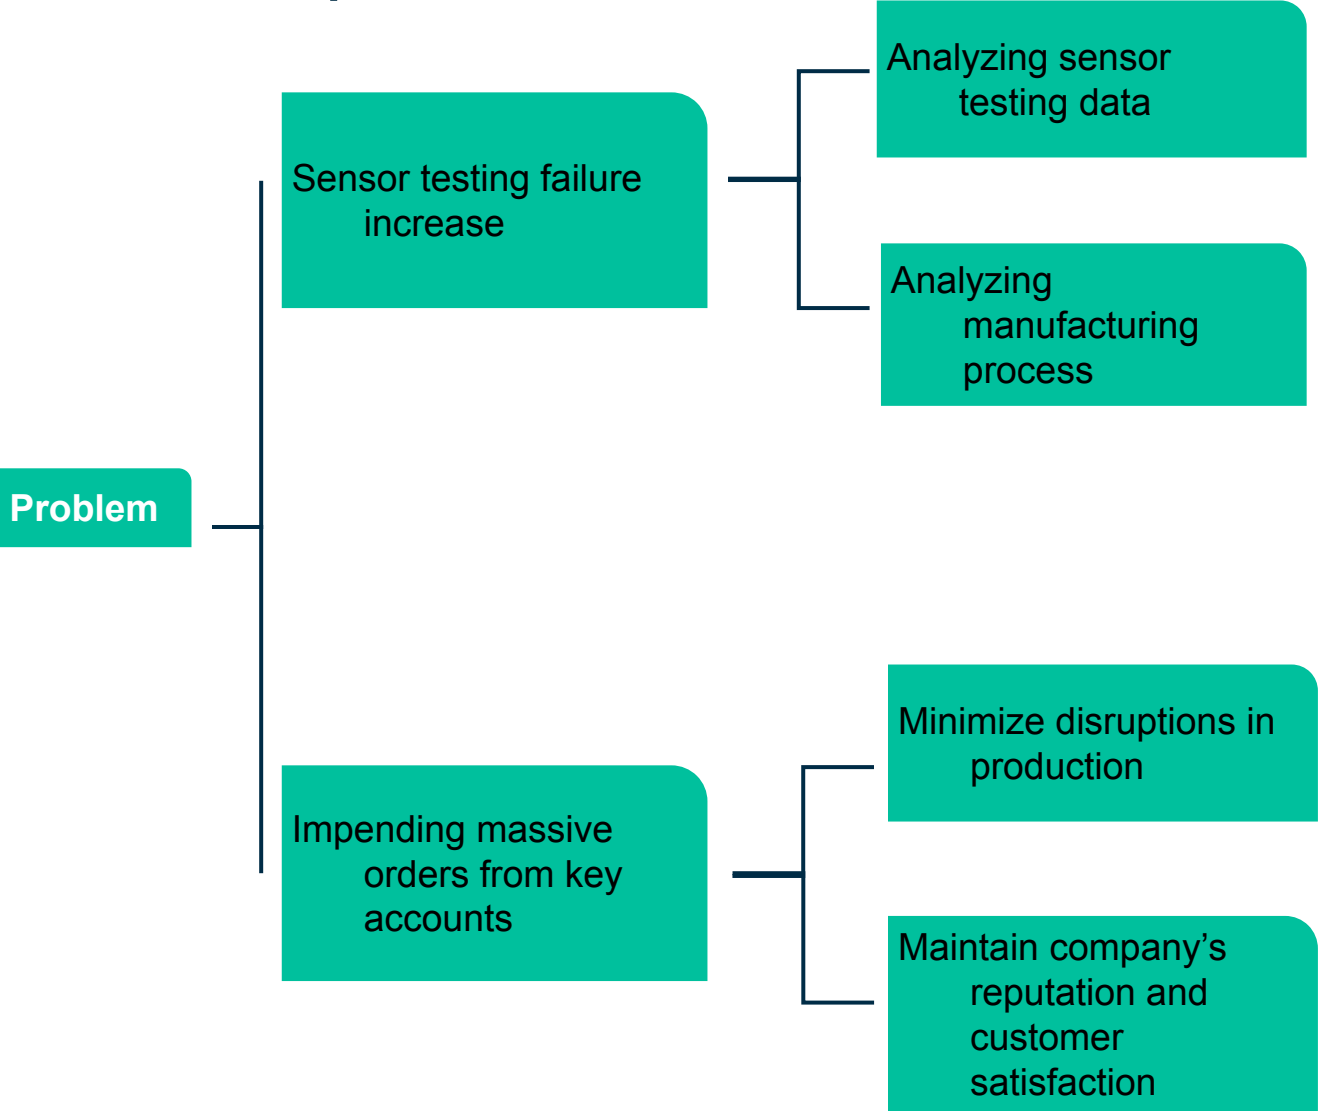 Problem
Sensor testing failure
increase
Analyzing sensor
testing data
Analyzing
manufacturing
process
Impending massive
orders from key
accounts
Minimize disruptions in
production
Maintain company’s
reputation and
customer
satisfaction